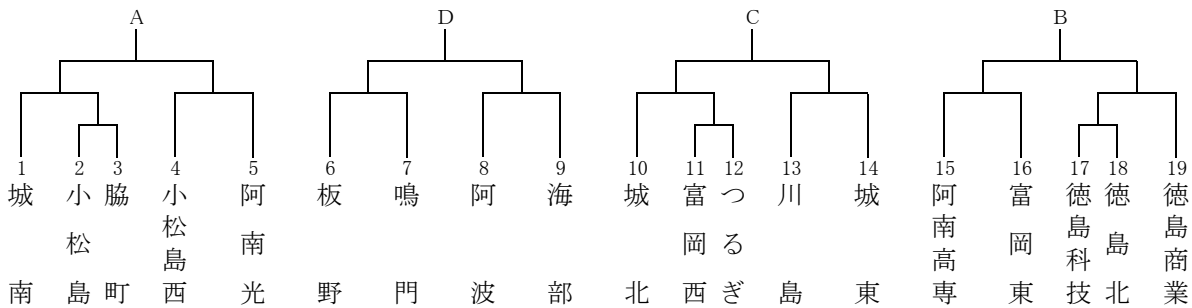 A
D
C
B
1 城南
2 小松島
3 脇町
4 小松島西
5 阿南光
6 板野
7 鳴門
8 阿波
9 海部
10 城北
11 富岡西
12 つるぎ
13 川島
14 城東
15 阿南高専
16 富岡東
17 徳島科技
18 徳島北
19 徳島商業